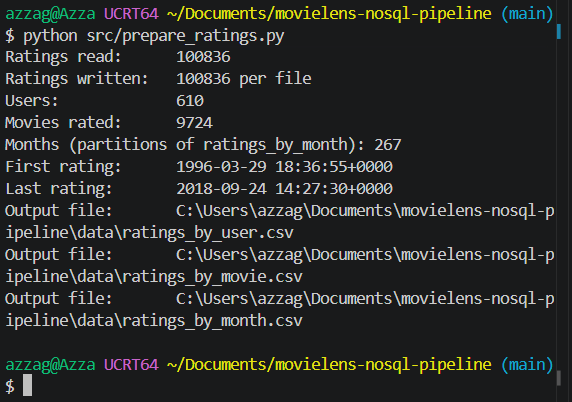 azzag@Azza UCRT64 ~/Documents/movielens-nosql-pipeline (main)
$ python src/prepare_ratings.py
Ratings read:       100836
Ratings written:    100836 per file
Users:              610
Movies rated:       9724
Months (partitions of ratings_by_month): 267
First rating:       1996-03-29 18:36:55+0000
Last rating:        2018-09-24 14:27:30+0000
Output file:        C:\Users\azzag\Documents\movielens-nosql-p
ipeline\data\ratings_by_user.csv
Output file:        C:\Users\azzag\Documents\movielens-nosql-p
ipeline\data\ratings_by_movie.csv
Output file:        C:\Users\azzag\Documents\movielens-nosql-p
ipeline\data\ratings_by_month.csv
azzag@Azza UCRT64 ~/Documents/movielens-nosql-pipeline (main)
$